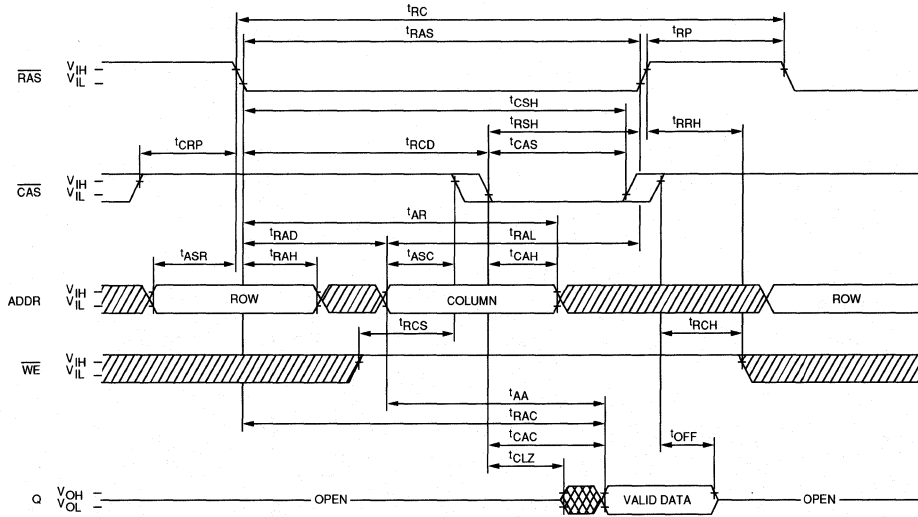 tRC
tRAS
tRP
RAS VIH VIL
tCSH
tRSH
tRRH
tCRP
tRCD
tCAS
CAS VIH VIL
tAR
tRAD
tRAL
tASR
tRAH
tASC
tCAH
ADDR VIH VIL ROW COLUMN ROW
tRCS
tRCH
WE VIH VIL
tAA
tRAC
tCAC
tOFF
tCLZ
Q VOH VOL OPEN VALID DATA OPEN